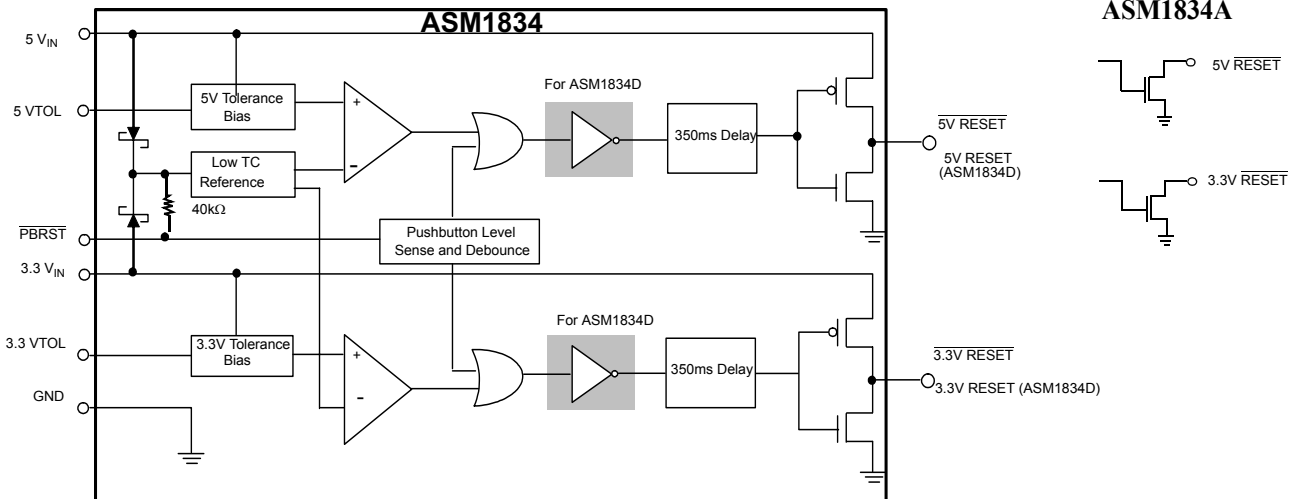 ASM1834
ASM1834A
5 VIN
5 VTOL
5V Tolerance
Bias
+
−
Low TC
Reference
40kΩ
PBRST
Pushbutton Level
Sense and Debounce
For ASM1834D
350ms Delay
5V RESET
5V RESET
(ASM1834D)
5V RESET
3.3V RESET
3.3 VIN
3.3 VTOL
3.3V Tolerance
Bias
+
−
For ASM1834D
350ms Delay
3.3V RESET
3.3V RESET (ASM1834D)
GND